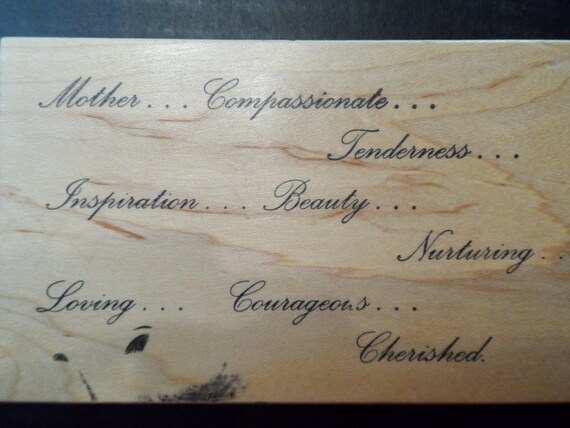 Mother... Compassionate...
Tenderness...
Inspiration... Beauty...
Nurturing..
Loving... Courageous...
Cherished.